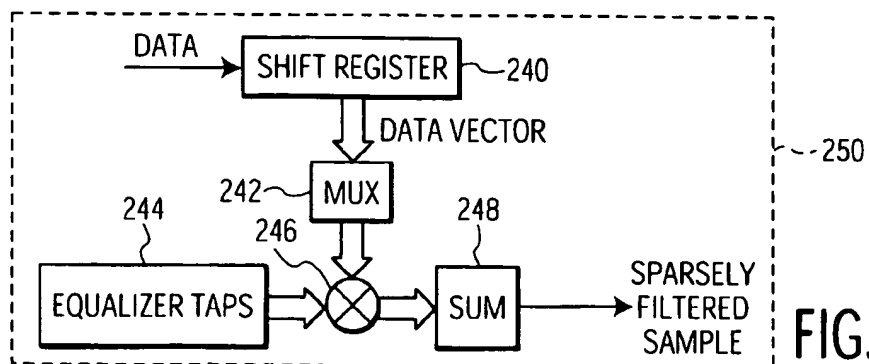 DATA
SHIFT REGISTER
240
DATA VECTOR
250
242
MUX
244
246
248
EQUALIZER TAPS
SUM
SPARSELY
FILTERED
SAMPLE
FIG.